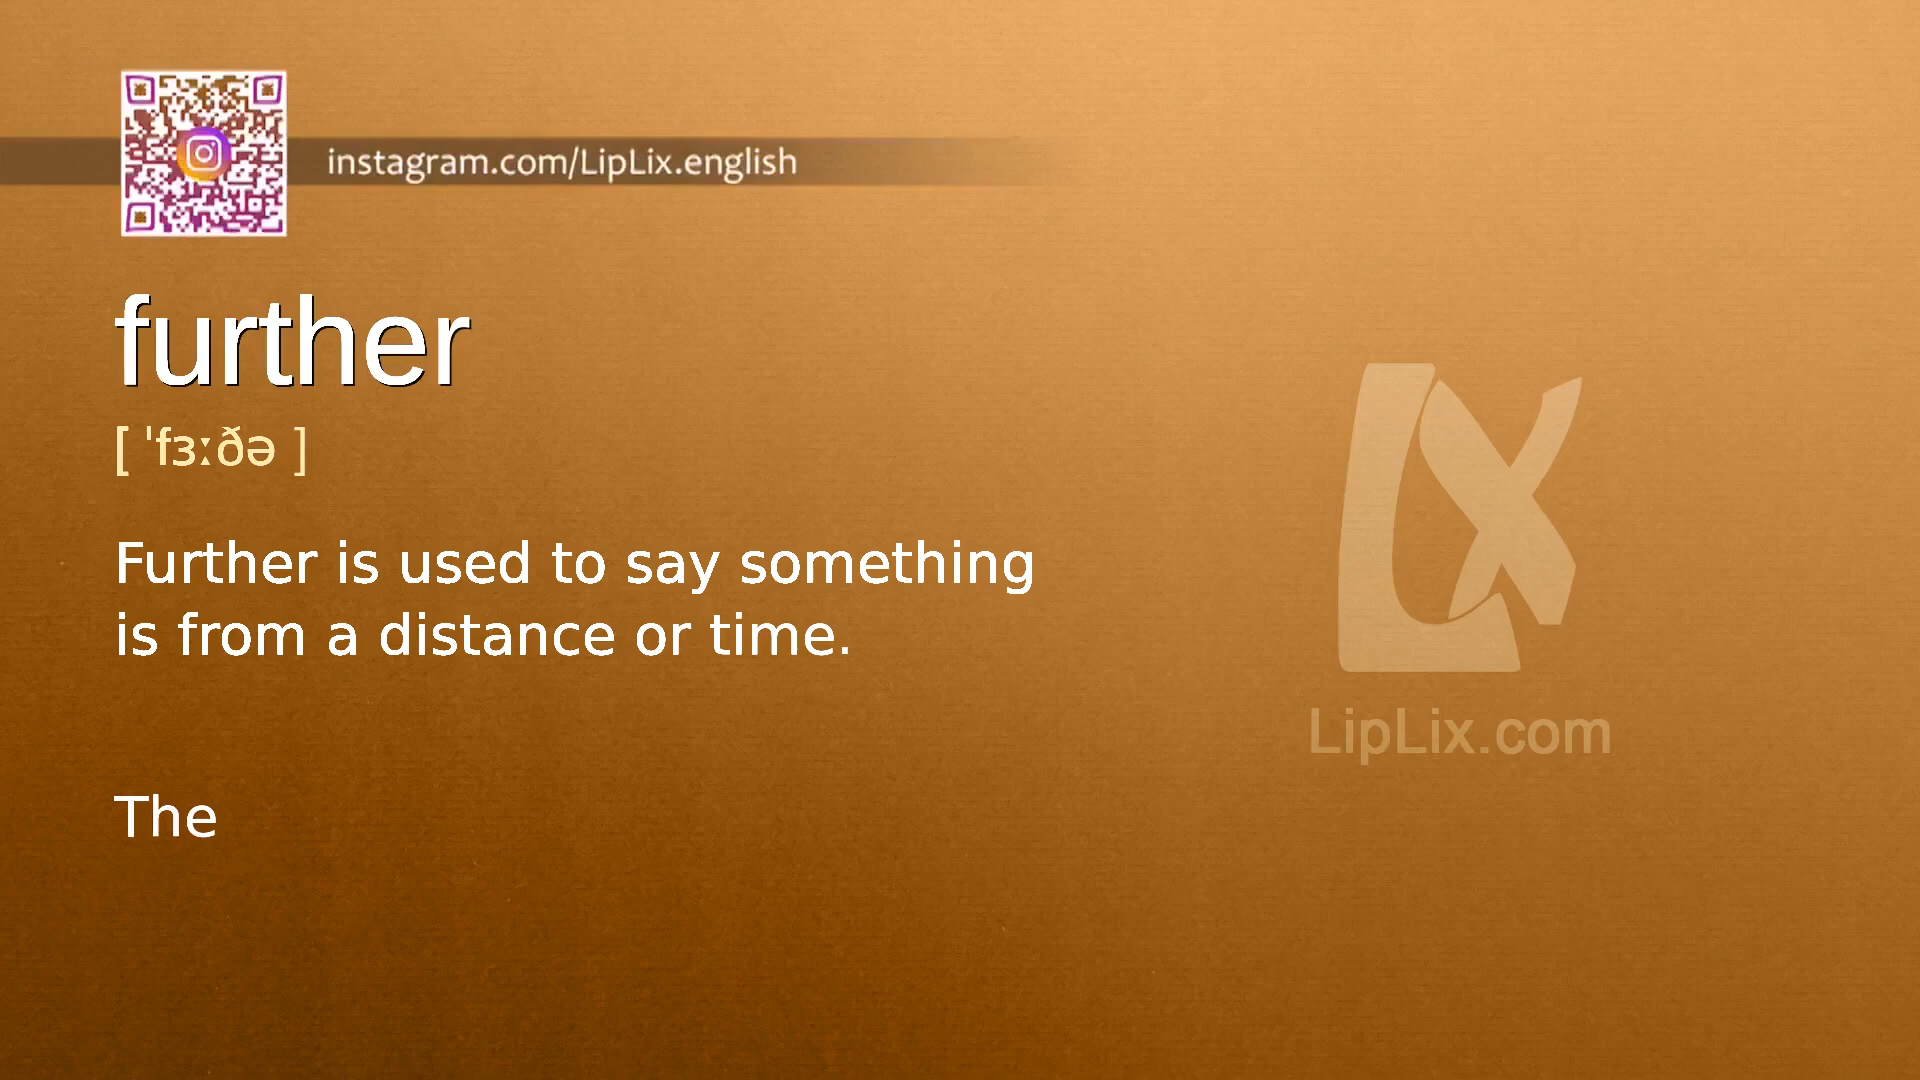 instagram.com/LipLix.english
further
[ ˈfɜːðə ]
Further is used to say something
is from a distance or time.
The
LipLix.com